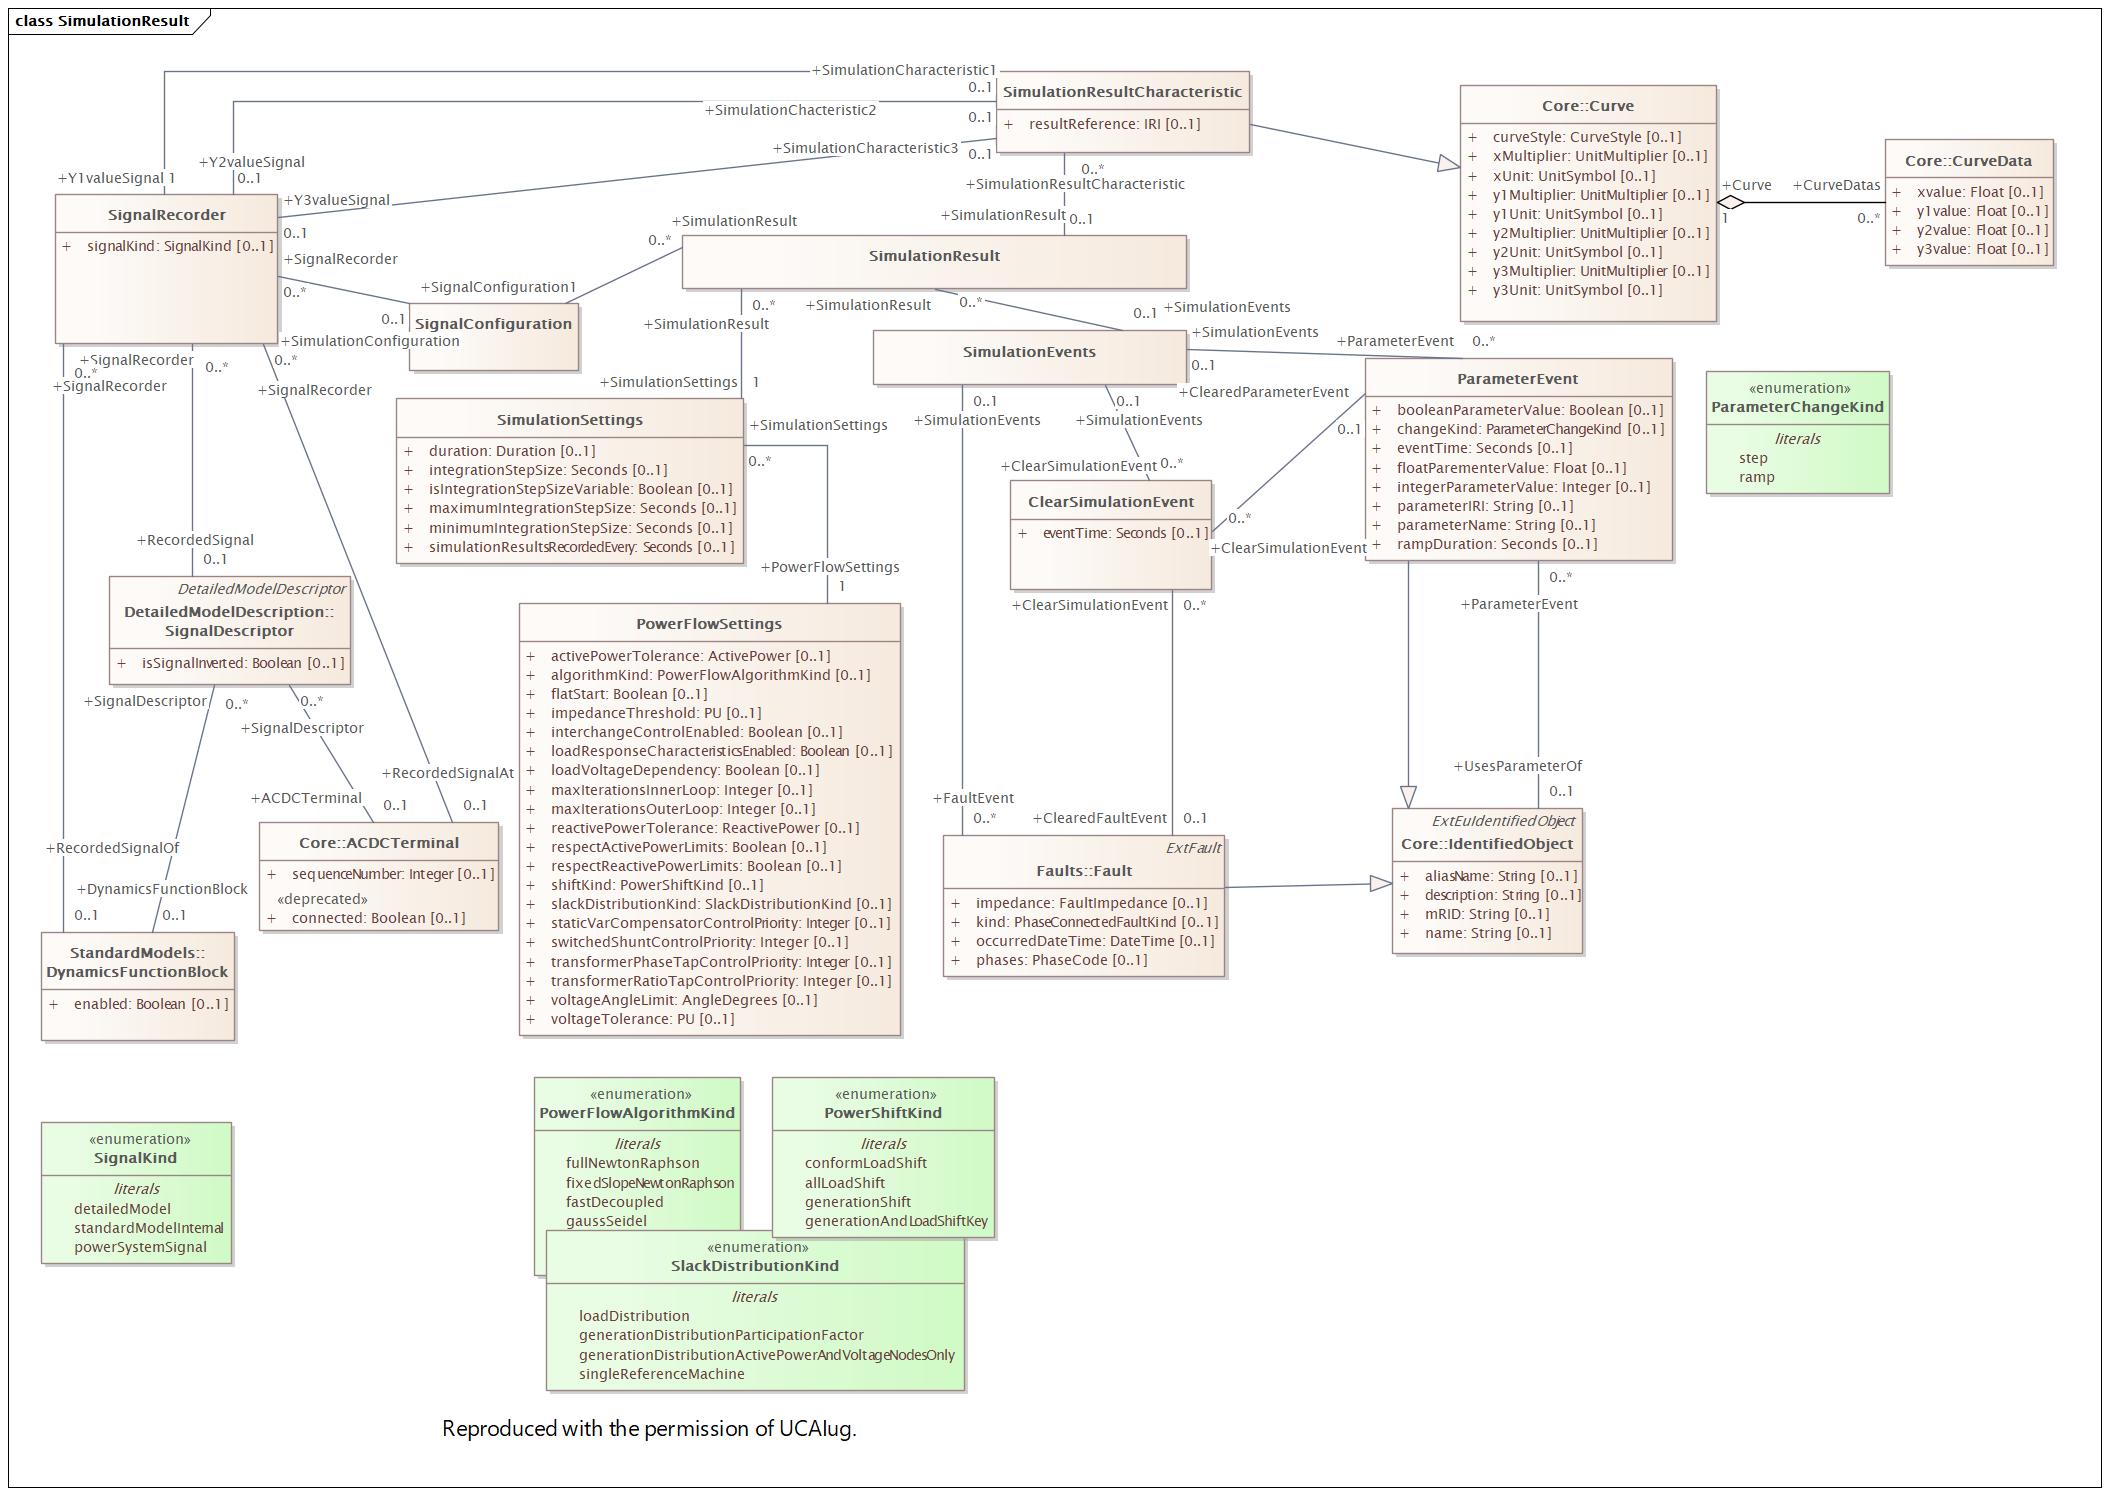 class SimulationResult
+SimulationCharacteristic1
0..1
+SimulationChacteristic2
0..1
+SimulationCharacteristic3
0..1
SimulationResultCharacteristic
+ resultReference: IRI [0..1]
0..*
+SimulationResultCharacteristic
+SimulationResult
0..1
Core::Curve
+ curveStyle: CurveStyle [0..1]
+ xMultiplier: UnitMultiplier [0..1]
+ xUnit: UnitSymbol [0..1]
+ y1Multiplier: UnitMultiplier [0..1]
+ y1Unit: UnitSymbol [0..1]
+ y2Multiplier: UnitMultiplier [0..1]
+ y2Unit: UnitSymbol [0..1]
+ y3Multiplier: UnitMultiplier [0..1]
+ y3Unit: UnitSymbol [0..1]
+Curve
1
+CurveDatas
0..*
Core::CurveData
+ xvalue: Float [0..1]
+ y1value: Float [0..1]
+ y2value: Float [0..1]
+ y3value: Float [0..1]
+Y1valueSignal 1
+Y2valueSignal
0..1
+Y3valueSignal
0..1
SignalRecorder
+ signalKind: SignalKind [0..1]
+SignalRecorder
0..*
0..1
+SimulationConfiguration
SignalConfiguration
+SignalConfiguration1
+SimulationResult
0..*
SimulationResult
0..*
+SimulationResult
+SimulationSettings 1
+SimulationResult 0..*
0..1 +SimulationEvents
SimulationEvents
+SimulationEvents
0..1
+ParameterEvent 0..*
ParameterEvent
+ booleanParameterValue: Boolean [0..1]
+ changeKind: ParameterChangeKind [0..1]
+ eventTime: Seconds [0..1]
+ floatParementerValue: Float [0..1]
+ integerParameterValue: Integer [0..1]
+ parameterIRI: String [0..1]
+ parameterName: String [0..1]
+ rampDuration: Seconds [0..1]
«enumeration»
ParameterChangeKind
literals
step
ramp
+ClearedParameterEvent
0..1
0..*
+ClearSimulationEvent
0..1
+SimulationEvents
0..1
+SimulationEvents
+ClearSimulationEvent 0..*
ClearSimulationEvent
+ eventTime: Seconds [0..1]
+ClearSimulationEvent 0..*
+ClearedFaultEvent 0..1
+FaultEvent
0..*
0..*
+ParameterEvent
+UsesParameterOf
0..1
SimulationSettings
+ duration: Duration [0..1]
+ integrationStepSize: Seconds [0..1]
+ isIntegrationStepSizeVariable: Boolean [0..1]
+ maximumIntegrationStepSize: Seconds [0..1]
+ minimumIntegrationStepSize: Seconds [0..1]
+ simulationResultsRecordedEvery: Seconds [0..1]
+SimulationSettings
0..*
+PowerFlowSettings
1
PowerFlowSettings
+ activePowerTolerance: ActivePower [0..1]
+ algorithmKind: PowerFlowAlgorithmKind [0..1]
+ flatStart: Boolean [0..1]
+ impedanceThreshold: PU [0..1]
+ interchangeControlEnabled: Boolean [0..1]
+ loadResponseCharacteristicsEnabled: Boolean [0..1]
+ loadVoltageDependency: Boolean [0..1]
+ maxIterationsInnerLoop: Integer [0..1]
+ maxIterationsOuterLoop: Integer [0..1]
+ reactivePowerTolerance: ReactivePower [0..1]
+ respectActivePowerLimits: Boolean [0..1]
+ respectReactivePowerLimits: Boolean [0..1]
+ shiftKind: PowerShiftKind [0..1]
+ slackDistributionKind: SlackDistributionKind [0..1]
+ staticVarCompensatorControlPriority: Integer [0..1]
+ switchedShuntControlPriority: Integer [0..1]
+ transformerPhaseTapControlPriority: Integer [0..1]
+ transformerRatioTapControlPriority: Integer [0..1]
+ voltageAngleLimit: AngleDegrees [0..1]
+ voltageTolerance: PU [0..1]
+SignalRecorder
0..*
0..*
+SignalRecorder
0..*
+SignalRecorder
+RecordedSignal
0..1
DetailedModelDescriptor
DetailedModelDescription::
SignalDescriptor
+ isSignalInverted: Boolean [0..1]
+SignalDescriptor
0..*
0..*
+SignalDescriptor
+RecordedSignalAt
0..1
+ACDCTerminal
0..1
Core::ACDCTerminal
+ sequenceNumber: Integer [0..1]
«deprecated»
+ connected: Boolean [0..1]
+RecordedSignalOf
0..1
+DynamicsFunctionBlock
0..1
StandardModels::
DynamicsFunctionBlock
+ enabled: Boolean [0..1]
ExtFault
Faults::Fault
+ impedance: FaultImpedance [0..1]
+ kind: PhaseConnectedFaultKind [0..1]
+ occurredDateTime: DateTime [0..1]
+ phases: PhaseCode [0..1]
ExtEuIdentifiedObject
Core::IdentifiedObject
+ aliasName: String [0..1]
+ description: String [0..1]
+ mRID: String [0..1]
+ name: String [0..1]
«enumeration»
SignalKind
literals
detailedModel
standardModelInternal
powerSystemSignal
«enumeration»
PowerFlowAlgorithmKind
literals
fullNewtonRaphson
fixedSlopeNewtonRaphson
fastDecoupled
gaussSeidel
«enumeration»
PowerShiftKind
literals
conformLoadShift
allLoadShift
generationShift
generationAndLoadShiftKey
«enumeration»
SlackDistributionKind
literals
loadDistribution
generationDistributionParticipationFactor
generationDistributionActivePowerAndVoltageNodesOnly
singleReferenceMachine
Reproduced with the permission of UCAIug.